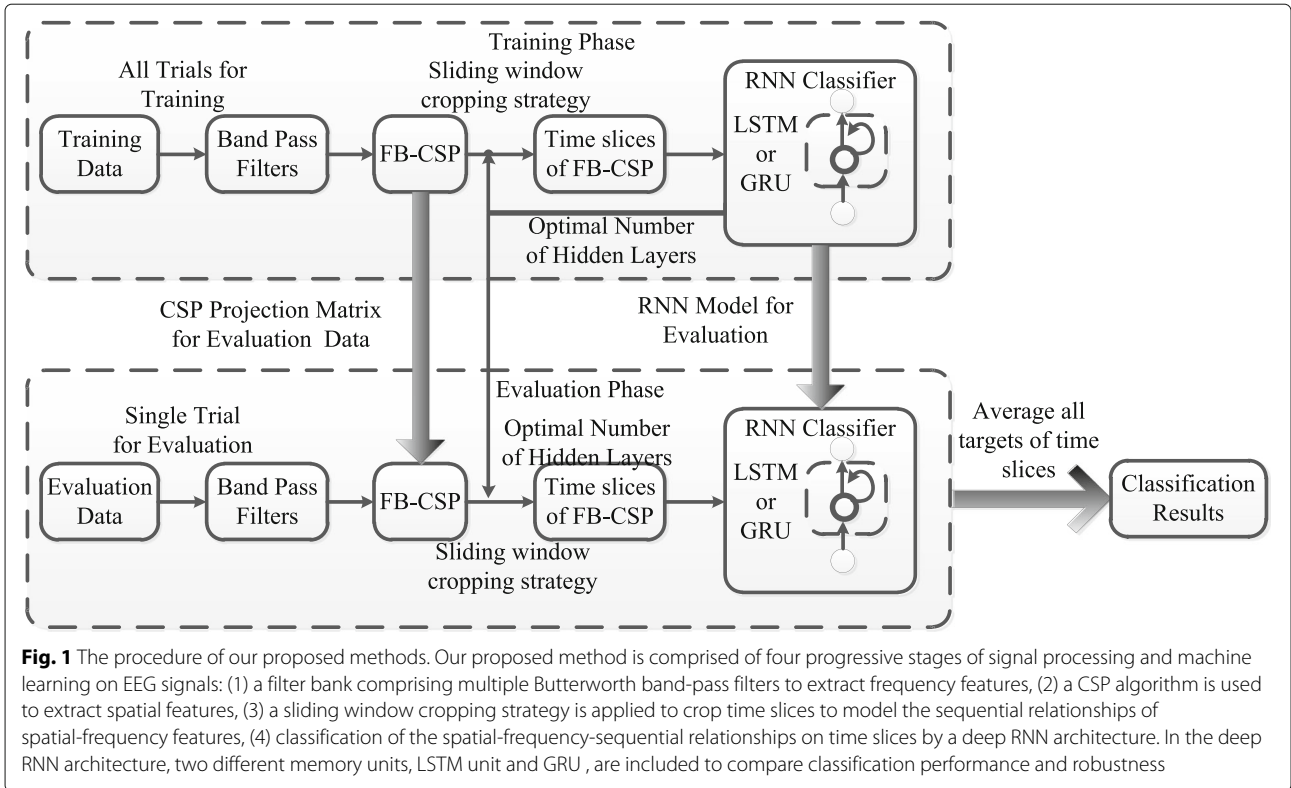 Training Phase
All Trials for
Training
Sliding window
cropping strategy
Training
Data
Band Pass
Filters
FB-CSP
Time slices
of FB-CSP
RNN Classifier
LSTM
or
GRU
Optimal Number
of Hidden Layers
CSP Projection Matrix
for Evaluation Data
RNN Model for
Evaluation
Evaluation Phase
Single Trial
for Evaluation
Optimal Number
of Hidden Layers
Evaluation
Data
Band Pass
Filters
FB-CSP
Time slices
of FB-CSP
Sliding window
cropping strategy
RNN Classifier
LSTM
or
GRU
Average all
targets of time
slices
Classification
Results
Fig. 1 The procedure of our proposed methods. Our proposed method is comprised of four progressive stages of signal processing and machine
learning on EEG signals: (1) a filter bank comprising multiple Butterworth band-pass filters to extract frequency features, (2) a CSP algorithm is used
to extract spatial features, (3) a sliding window cropping strategy is applied to crop time slices to model the sequential relationships of
spatial-frequency features, (4) classification of the spatial-frequency-sequential relationships on time slices by a deep RNN architecture. In the deep
RNN architecture, two different memory units, LSTM unit and GRU , are included to compare classification performance and robustness